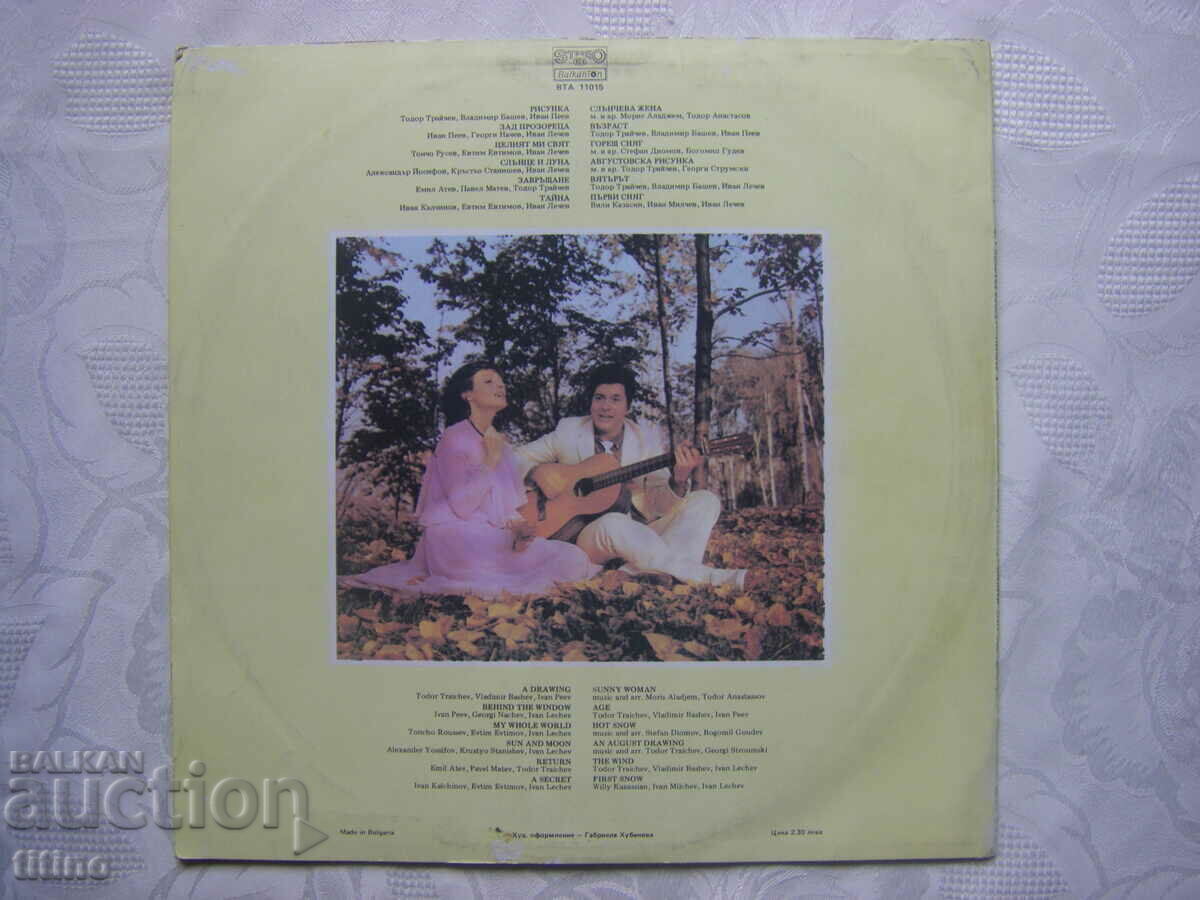 STEREO
Balkanton
ВТА 11015
РИСУНКА
Тодор Трайчев, Владимир Башев, Иван Пеев
ЗАД ПРОЗОРЕЦА
Иван Пеев, Георги Начев, Иван Лечев
ЦЕЛИЯТ МИ СВЯТ
Тончо Русев, Евтим Евтимов, Иван Лечев
СЛЪНЦЕ И ЛУНА
Александър Йосифов, Кръстьо Станишев, Иван Лечев
ЗАВРЪЩАНЕ
Емил Атев, Павел Матев, Тодор Трайчев
ТАЙНА
Иван Калчинов, Евтим Евтимов, Иван Лечев
СЛЪНЧЕВА ЖЕНА
м. и ар. Морис Аладжем, Тодор Анастасов
ВЪЗРАСТ
Тодор Трайчев, Владимир Башев, Иван Пеев
ГОРЕЩ СНЯГ
м. и ар. Стефан Диомов, Богомил Гудев
АВГУСТОВСКА РИСУНКА
м. и ар. Тодор Трайчев, Георги Струмски
ВЯТЪРЪТ
Тодор Трайчев, Владимир Башев, Иван Лечев
ПЪРВИ СНЯГ
Вили Казасян, Иван Милчев, Иван Лечев
A DRAWING
Todor Traichev, Vladimir Bashev, Ivan Peev
BEHIND THE WINDOW
Ivan Peev, Georgi Nachev, Ivan Lechev
MY WHOLE WORLD
Toncho Roussev, Evtim Evtimov, Ivan Lechev
SUN AND MOON
Alexander Yossifov, Krustyo Stanishev, Ivan Lechev
RETURN
Emil Atev, Pavel Matev, Todor Traichev
A SECRET
Ivan Kalchinov, Evtim Evtimov, Ivan Lechev
SUNNY WOMAN
music and arr. Moris Aladjem, Todor Anastassov
AGE
Todor Traichev, Vladimir Bashev, Ivan Peev
HOT SNOW
music and arr. Stefan Diomov, Bogomil Goudev
AN AUGUST DRAWING
music and arr. Todor Traichev, Georgi Stroumski
THE WIND
Todor Traichev, Vladimir Bashev, Ivan Lechev
FIRST SNOW
Willy Kazassian, Ivan Milchev, Ivan Lechev
Made in Bulgaria
Худ. оформление — Габриела Хубенова
Цена 2.30 лева
BALKAN
auction
titino